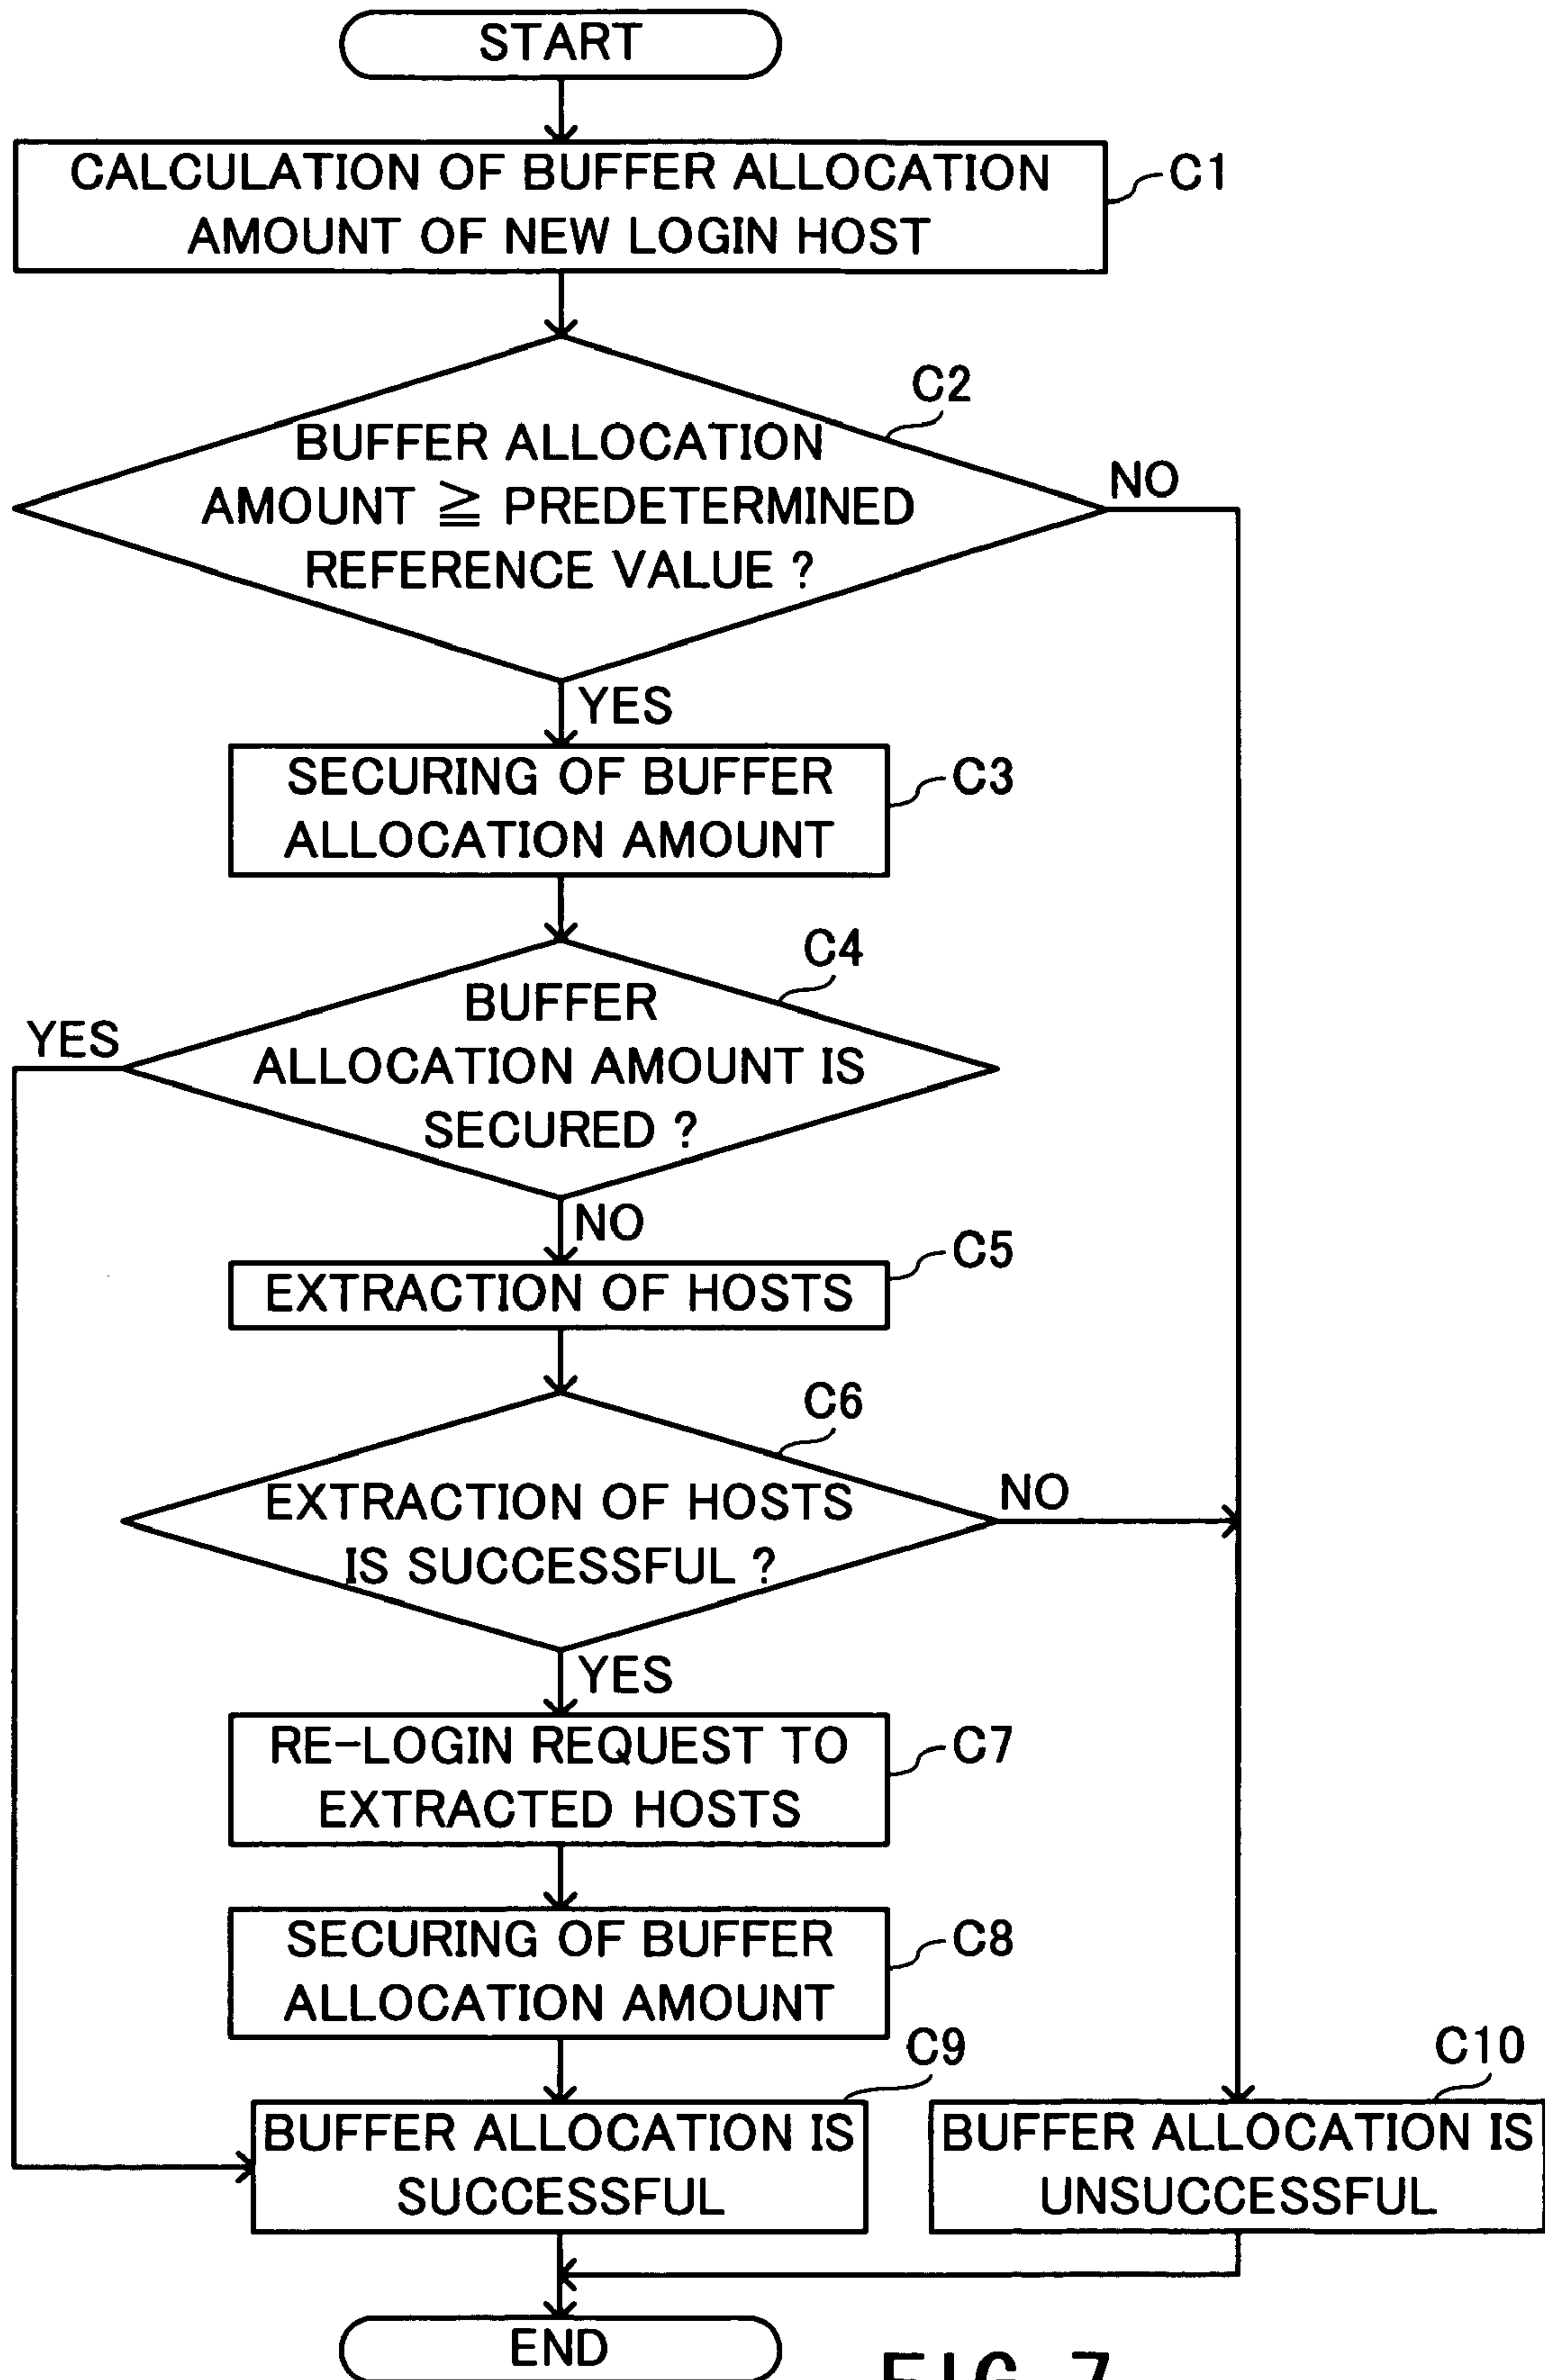 START
CALCULATION OF BUFFER ALLOCATION
AMOUNT OF NEW LOGIN HOST
C1
C2
BUFFER ALLOCATION
AMOUNT ≧ PREDETERMINED
REFERENCE VALUE ?
NO
YES
SECURING OF BUFFER
ALLOCATION AMOUNT
C3
C4
BUFFER
ALLOCATION AMOUNT IS
SECURED ?
YES
NO
C5
EXTRACTION OF HOSTS
C6
EXTRACTION OF HOSTS
IS SUCCESSFUL ?
NO
YES
RE-LOGIN REQUEST TO
EXTRACTED HOSTS
C7
SECURING OF BUFFER
ALLOCATION AMOUNT
C8
C9
BUFFER ALLOCATION IS
SUCCESSFUL
C10
BUFFER ALLOCATION IS
UNSUCCESSFUL
END
FIG. 7